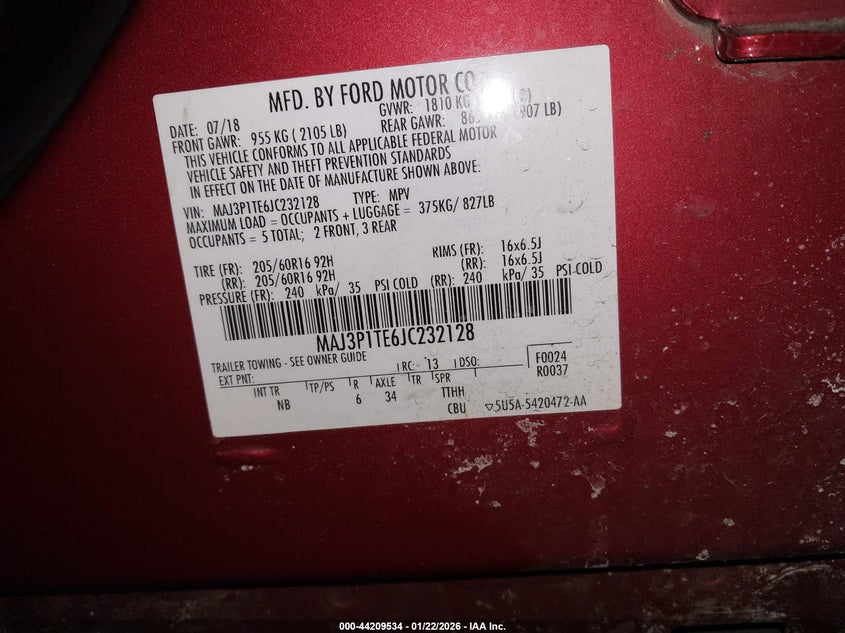 MFD. BY FORD MOTOR CO
DATE: 07/18 GVWR: 1810 KG
FRONT GAWR: 955 KG ( 2105 LB) REAR GAWR: 907 LB)
THIS VEHICLE CONFORMS TO ALL APPLICABLE FEDERAL MOTOR
VEHICLE SAFETY AND THEFT PREVENTION STANDARDS
IN EFFECT ON THE DATE OF MANUFACTURE SHOWN ABOVE.
VIN: MAJ3P1TE6JC232128 TYPE: MPV
MAXIMUM LOAD = OCCUPANTS + LUGGAGE = 375KG/ 827LB
OCCUPANTS = 5 TOTAL; 2 FRONT, 3 REAR
TIRE (FR): 205/60R16 92H RIMS (FR): 16x6.5J
(RR): 205/60R16 92H (RR): 16x6.5J
PRESSURE (FR): 240 kPa/ 35 PSI COLD (RR): 240 kPa/ 35 PSI COLD
MAJ3P1TE6JC232128
TRAILER TOWING - SEE OWNER GUIDE
EXT PNT: RC: 13 DSO: F0024
R0037
INT TR TP/PS R AXLE TR SPR
NB 6 34 TTHH
CBU ▽5U5A-5420472-AA
000-44209534 - 01/22/2026 - IAA Inc.